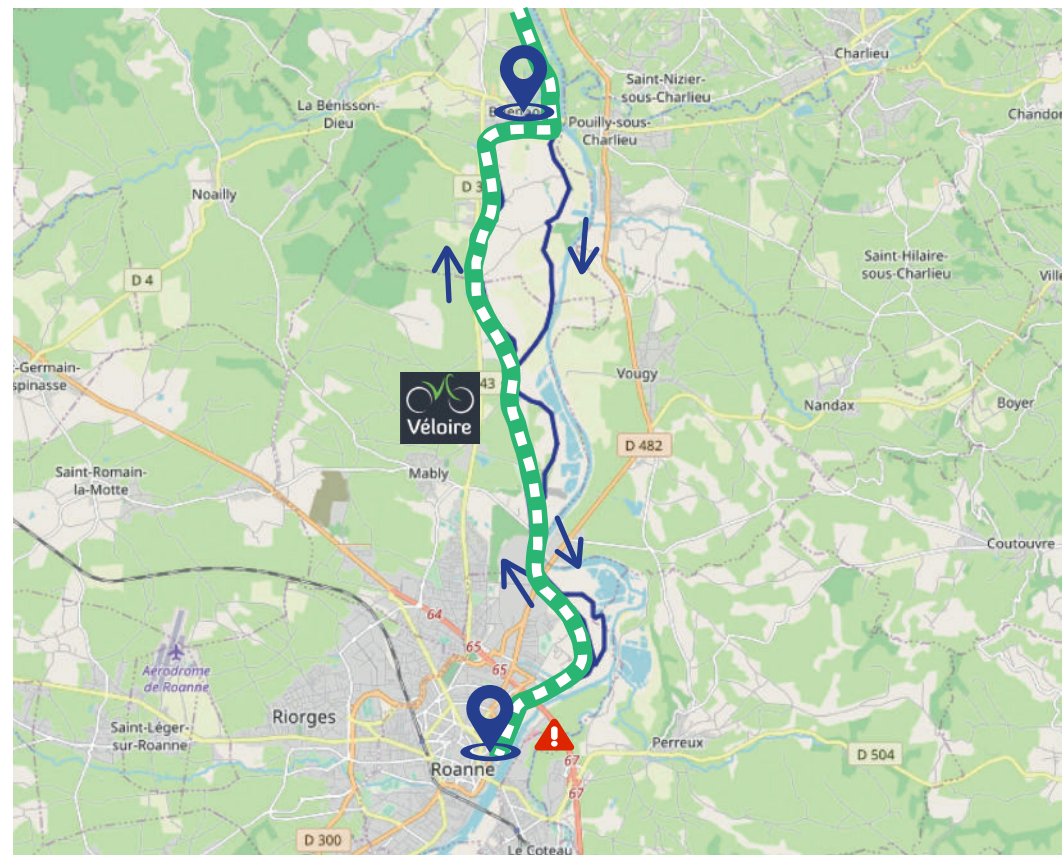 Charlieu
Saint-Nizier-
sous-Charlieu
La Bénisson-
Dieu
Chandon
Pouilly-sous-
Charlieu
D 3
Noailly
Saint-Hilaire-
sous-Charlieu
D 4
Ville
-Germain-
spinasse
43
Véloire
Vougy
Nandax
Boyer
D 482
Saint-Romain-
la-Motte
Mably
Coutouvre
64
65
65
Aérodrome
de Roanne
Riorges
Saint-Léger-
sur-Roanne
Perreux
D 504
Roanne
67
67
D 300
Le Coteau